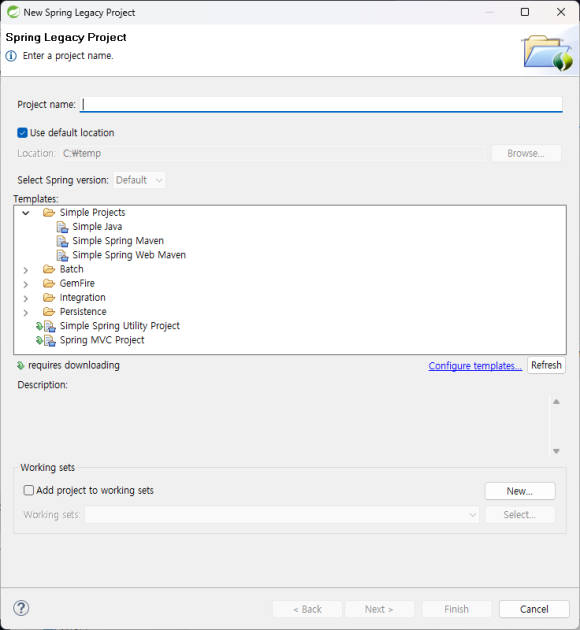 New Spring Legacy Project
Spring Legacy Project
Enter a project name.
Project name:
Use default location
Location: C:₩temp Browse...
Select Spring version: Default
Templates:
Simple Projects
Simple Java
Simple Spring Maven
Simple Spring Web Maven
Batch
GemFire
Integration
Persistence
Simple Spring Utility Project
Spring MVC Project
requires downloading Configure templates... Refresh
Description:
Working sets
Add project to working sets New...
Working sets: Select...
? < Back Next > Finish Cancel